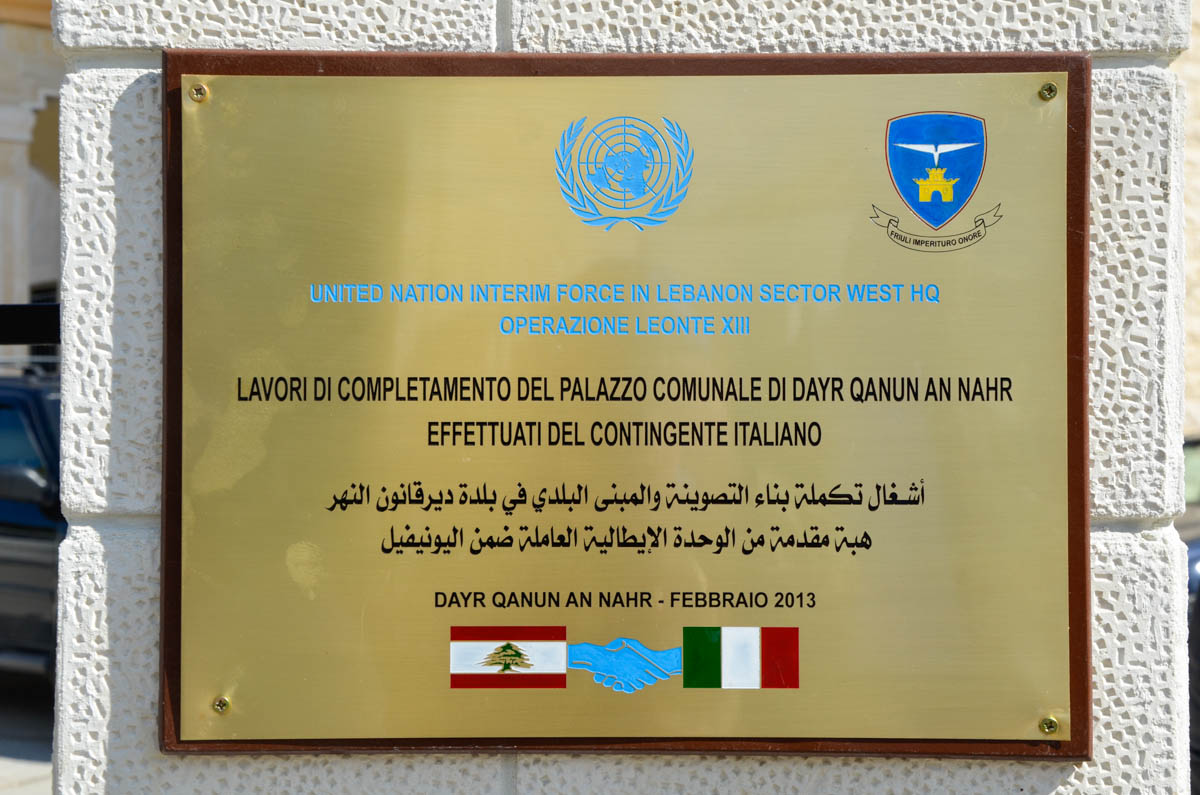 FRIULI IMPERITURO ONORE
UNITED NATION INTERIM FORCE IN LEBANON SECTOR WEST HQ
OPERAZIONE LEONTE XIII
LAVORI DI COMPLETAMENTO DEL PALAZZO COMUNALE DI DAYR QANUN AN NAHR
EFFETTUATI DEL CONTINGENTE ITALIANO
أشغال تكملة بناء التصوينة والمبنى البلدي في بلدة ديرقانون النهر
هبة مقدمة من الوحدة الإيطالية العاملة ضمن اليونيفيل
DAYR QANUN AN NAHR - FEBBRAIO 2013